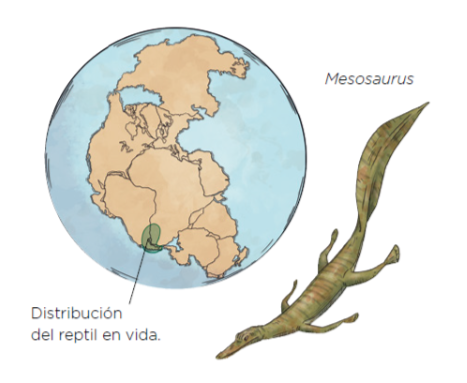 Mesosaurus
Distribución
del reptil en vida.